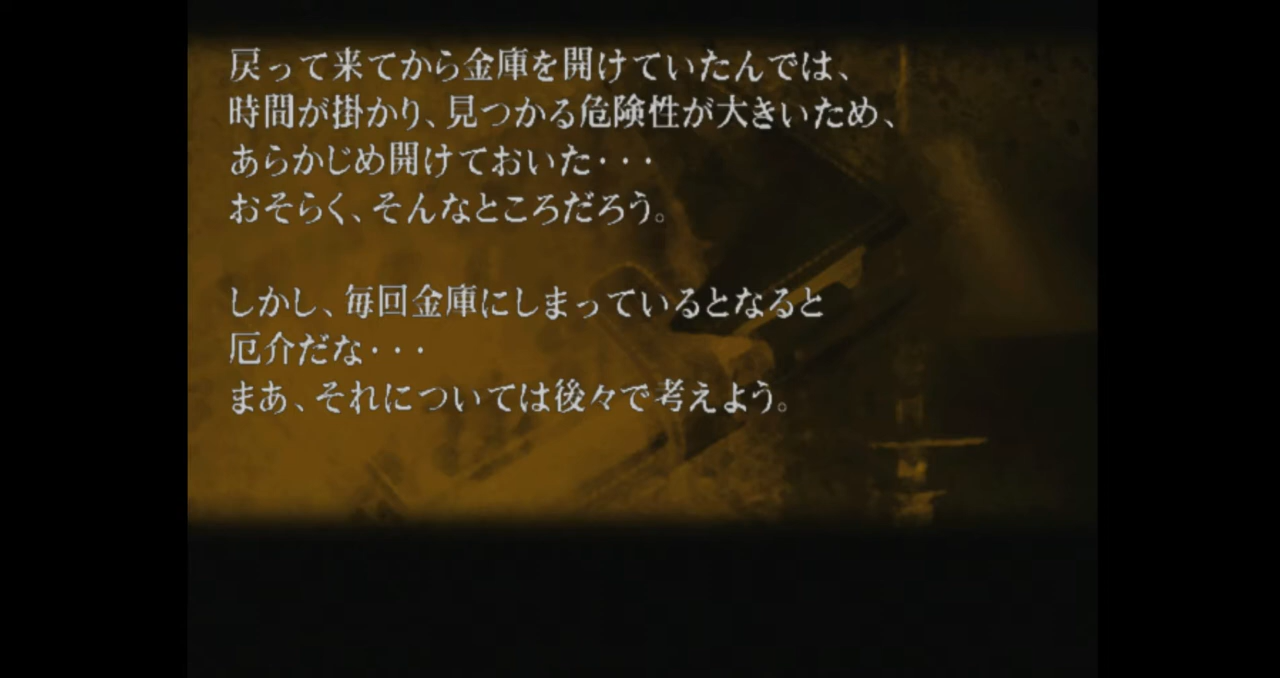 戻って来てから金庫を開けていたんでは、
時間が掛かり、見つかる危険性が大きいため、
あらかじめ開けておいた・・・
おそらく、そんなところだろう。
しかし、毎回金庫にしまっているとなると
厄介だな・・・
まあ、それについては後々で考えよう。